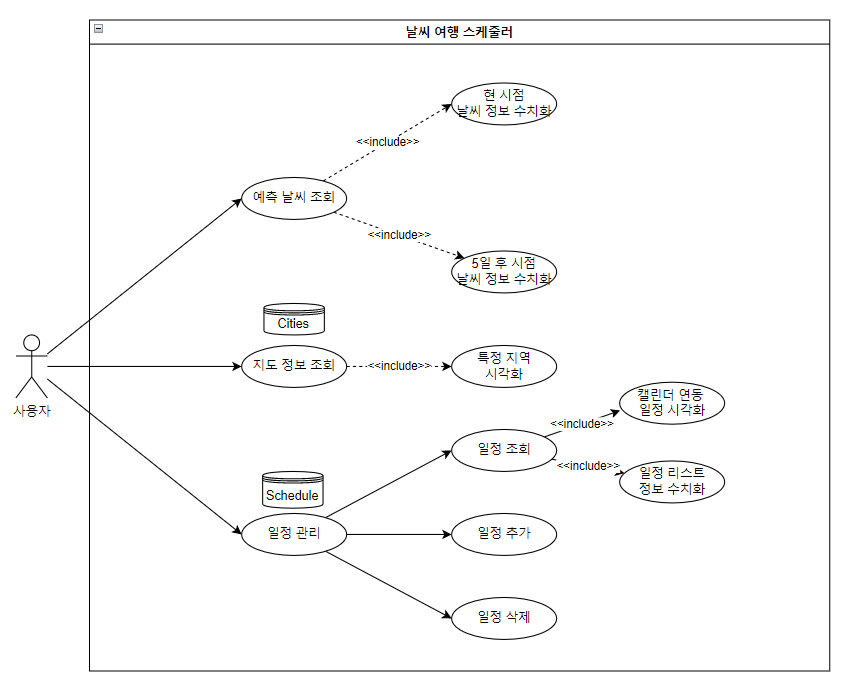 날씨 여행 스케줄러
현 시점
날씨 정보 수치화
<<include>>
예측 날씨 조회
<<include>>
5일 후 시점
날씨 정보 수치화
Cities
지도 정보 조회
<<include>>
특정 지역
시각화
사용자
캘린더 연동
일정 시각화
<<include>>
일정 조회
<<include>>
일정 리스트
정보 수치화
Schedule
일정 관리
일정 추가
일정 삭제